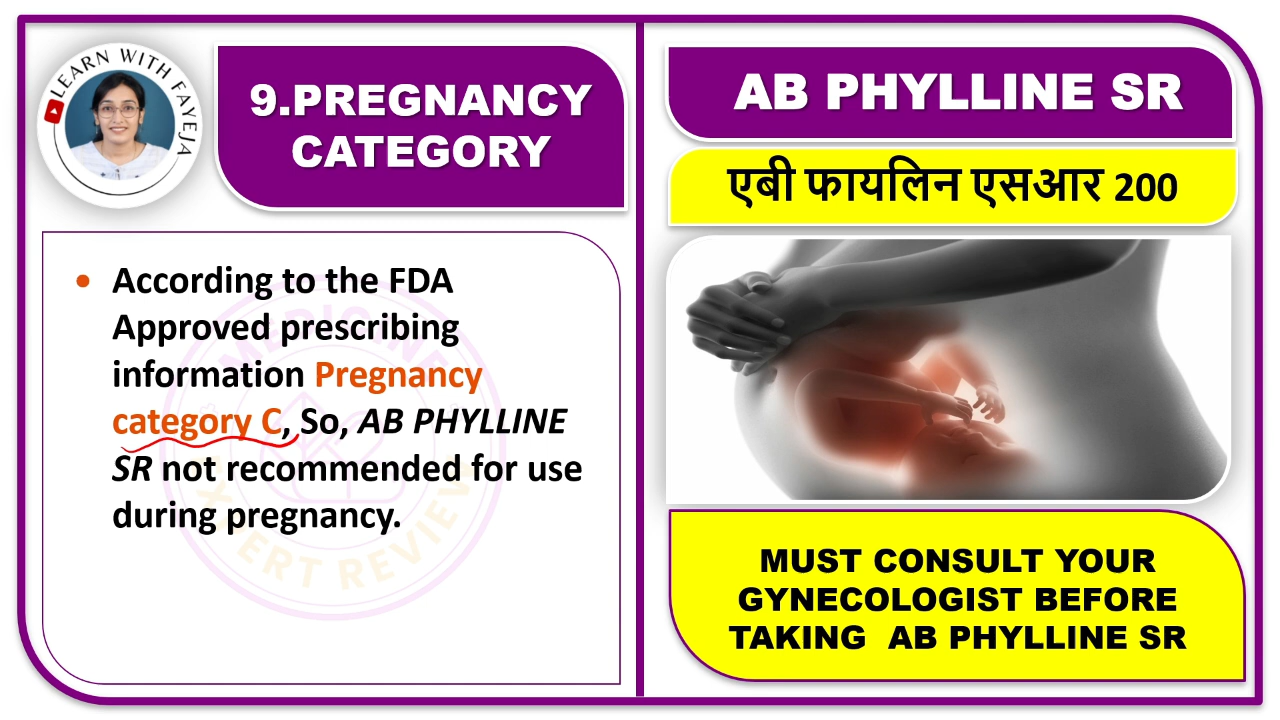 LEARN WITH FAYEJA
9.PREGNANCY
CATEGORY
• According to the FDA
Approved prescribing
information Pregnancy
category C, So, AB PHYLLINE
SR not recommended for use
during pregnancy.
EXPERT REVIEW
AB PHYLLINE SR
एबी फायलिन एसआर 200
MUST CONSULT YOUR
GYNECOLOGIST BEFORE
TAKING AB PHYLLINE SR